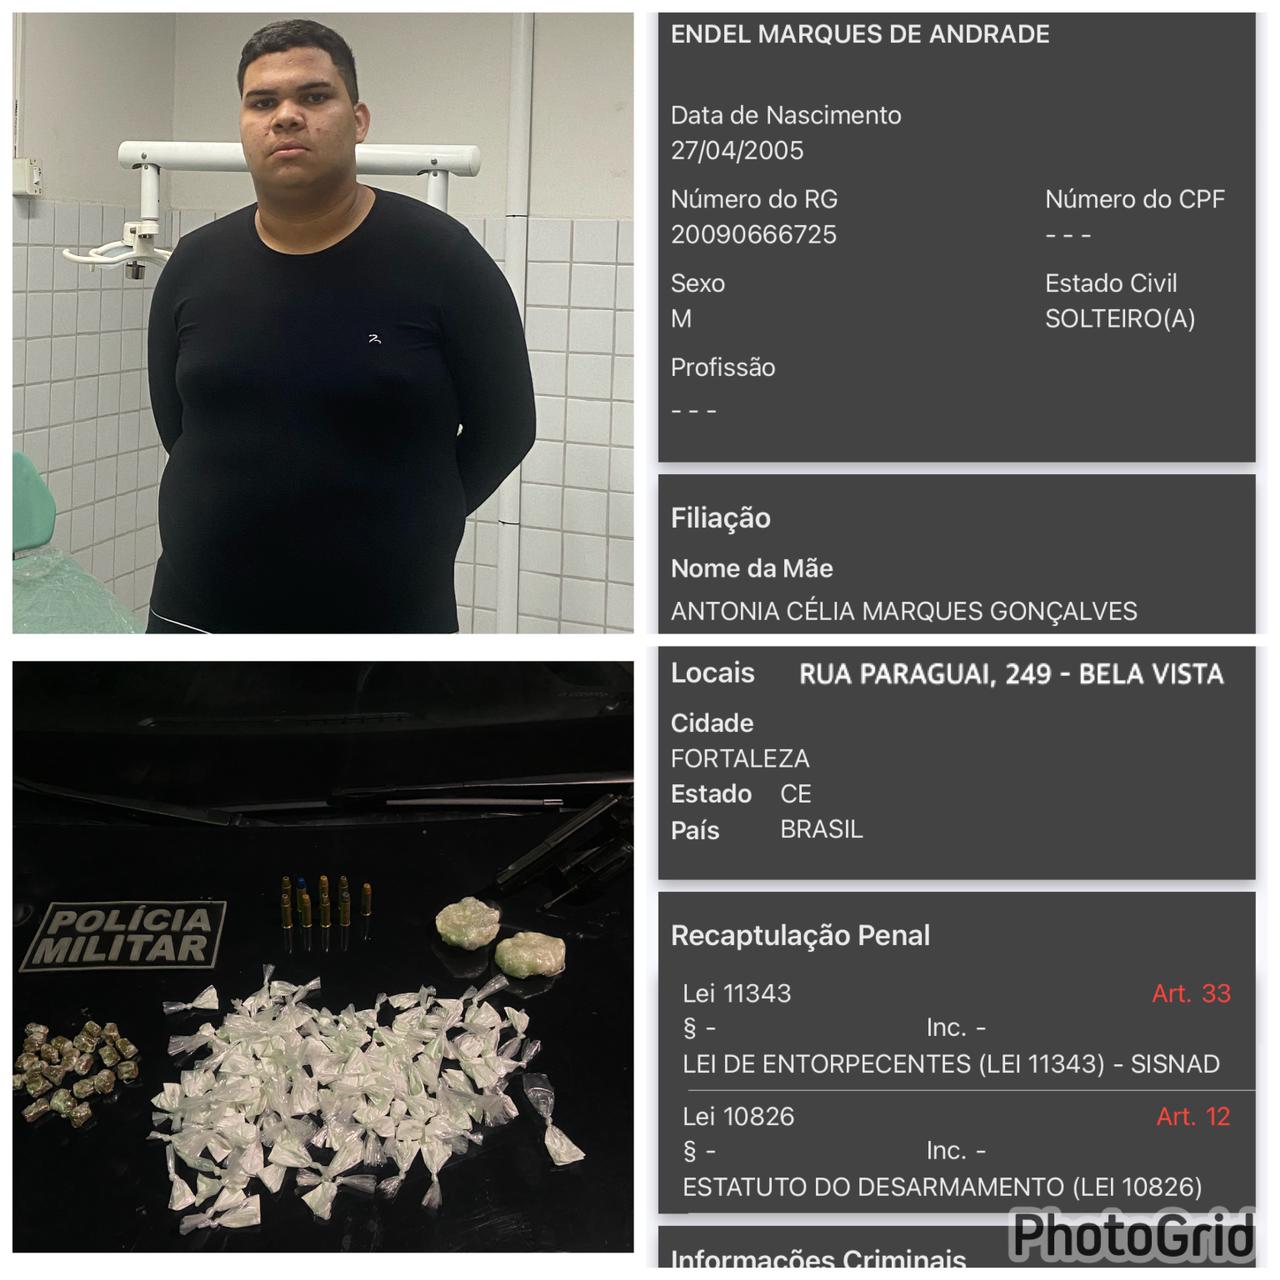 ENDEL MARQUES DE ANDRADE
Data de Nascimento
27/04/2005
Número do RG Número do CPF
20090666725 - - -
Sexo Estado Civil
M SOLTEIRO(A)
Profissão
- - -
Filiação
Nome da Mãe
ANTONIA CÉLIA MARQUES GONÇALVES
POLÍCIA
MILITAR
Locais RUA PARAGUAI, 249 - BELA VISTA
Cidade
FORTALEZA
Estado CE
País BRASIL
Recaptulação Penal
Lei 11343 Art. 33
§ - Inc. -
LEI DE ENTORPECENTES (LEI 11343) - SISNAD
Lei 10826 Art. 12
§ - Inc. -
ESTATUTO DO DESARMAMENTO (LEI 10826)
Informações Criminais
PhotoGrid